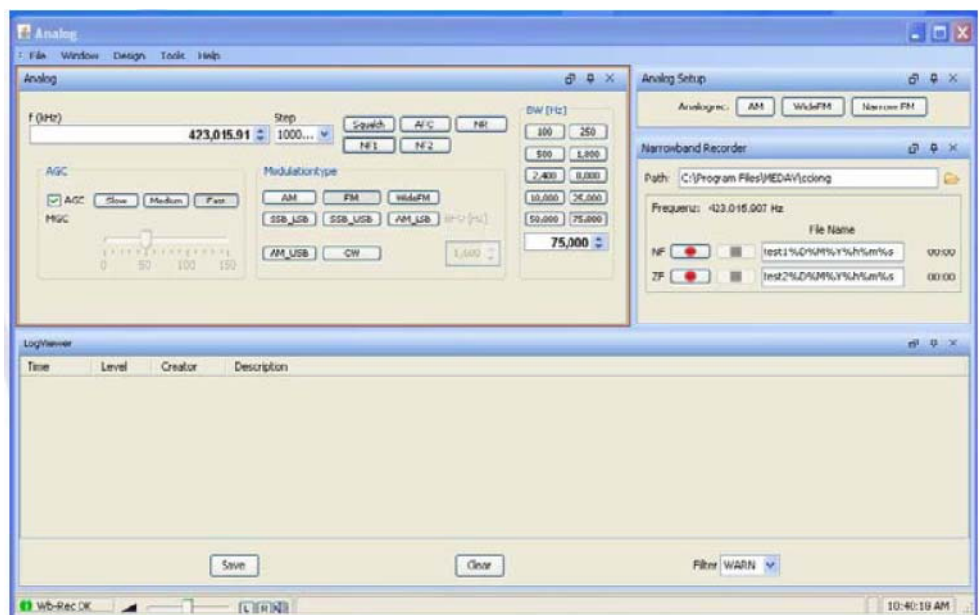 Analog
File Window Design Tools Help
Analog
f (kHz)
423,015.91
Step
1000...
Squelch AFC NR
NF1 NF2
BW [Hz]
100 250
500 1,800
2,400 8,000
10,000 25,000
50,000 75,000
75,000
AGC
AGC Slow Medium Fast
MGC
0 50 100 150
Modulationtype
AM FM WideFM
SSB_LSB SSB_USB AM_LSB
AM_USB CW
1,600
Analog Setup
Analogrec: AM WideFM Narrow FM
Narrowband Recorder
Path: C:\Program Files\MEDAV\
Frequenz: 423.015.907 Hz
File Name
NF test1%D%M%Y%h%m%s 00:00
ZF test2%D%M%Y%h%m%s 00:00
LogViewer
Time Level Creator Description
Save Clear Filter WARN
Wb-Rec OK L R
10:40:18 AM